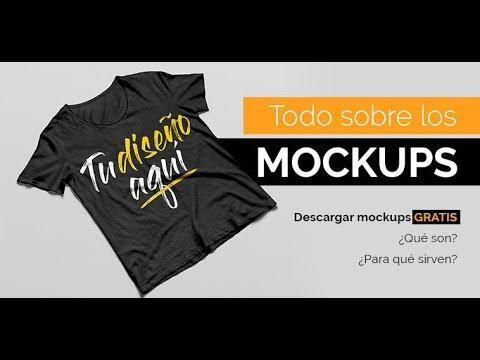 Tu diseño
aquí
Todo sobre los
MOCKUPS
Descargar mockups GRATIS
¿Qué son?
¿Para qué sirven?